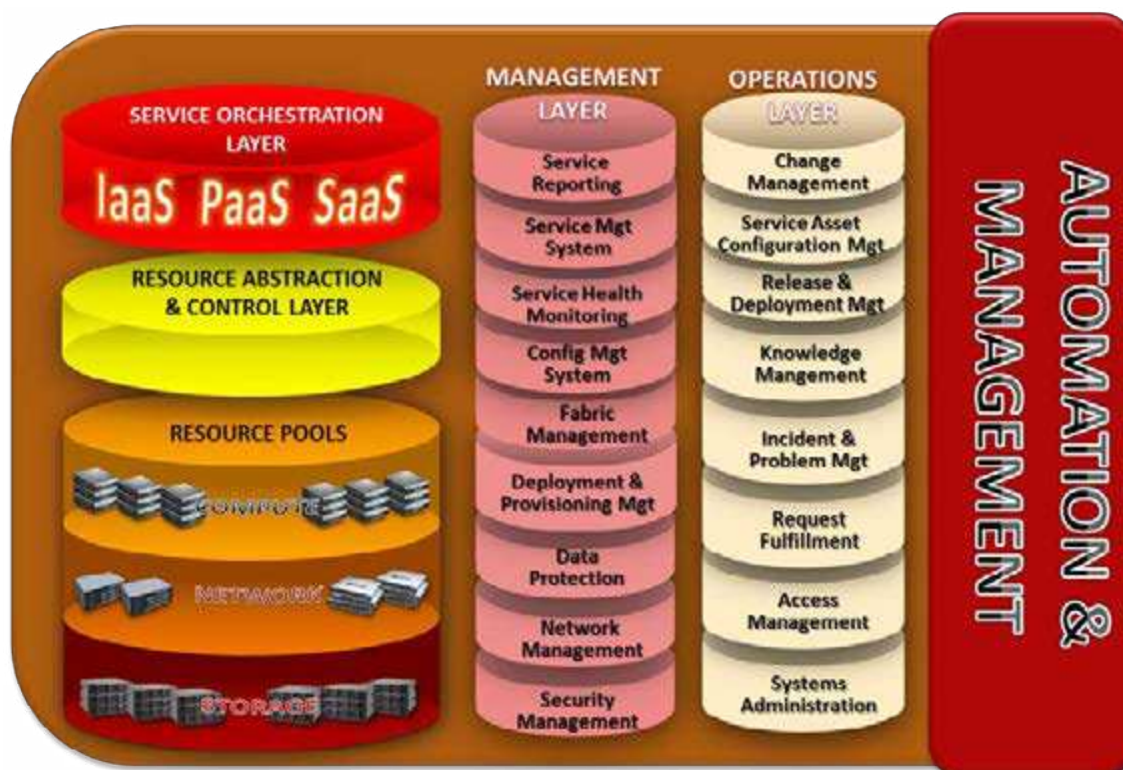 SERVICE ORCHESTRATION
LAYER
IaaS PaaS SaaS
RESOURCE ABSTRACTION
& CONTROL LAYER
RESOURCE POOLS
COMPUTE
NETWORK
STORAGE
MANAGEMENT
LAYER
Service
Reporting
Service Mgt
System
Service Health
Monitoring
Config Mgt
System
Fabric
Management
Deployment &
Provisioning Mgt
Data
Protection
Network
Management
Security
Management
OPERATIONS
LAYER
Change
Management
Service Asset
Configuration Mgt
Release &
Deployment Mgt
Knowledge
Mangement
Incident &
Problem Mgt
Request
Fulfillment
Access
Management
Systems
Administration
AUTOMATION &
MANAGEMENT